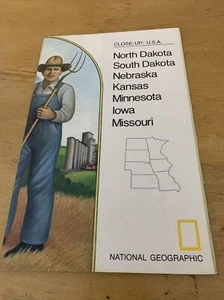 CLOSE-UP: U.S.A.
North Dakota
South Dakota
Nebraska
Kansas
Minnesota
Iowa
Missouri
NATIONAL GEOGRAPHIC